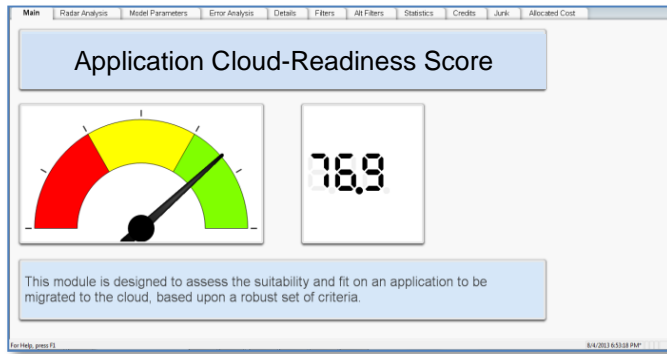 Main Radar Analysis Model Parameters Error Analysis Details Filters Alt Filters Statistics Credits Junk Allocated Cost
Application Cloud-Readiness Score
76.9
This module is designed to assess the suitability and fit on an application to be
migrated to the cloud, based upon a robust set of criteria.
For Help, press F1 8/4/2013 6:53:18 PM*